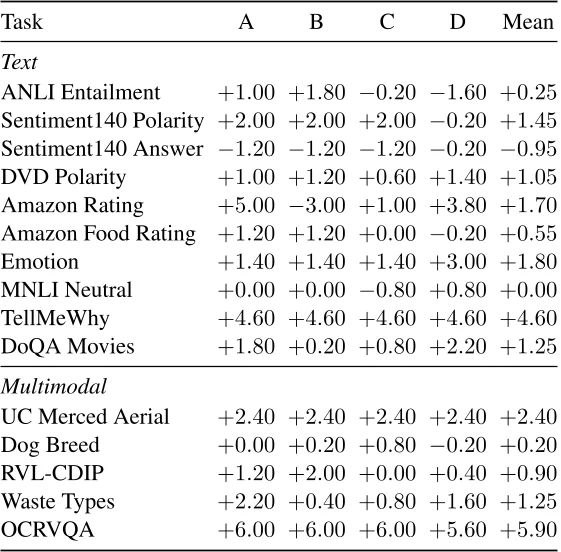 Task A B C D Mean
Text
ANLI Entailment +1.00 +1.80 −0.20 −1.60 +0.25
Sentiment140 Polarity +2.00 +2.00 +2.00 −0.20 +1.45
Sentiment140 Answer −1.20 −1.20 −1.20 −0.20 −0.95
DVD Polarity +1.00 +1.20 +0.60 +1.40 +1.05
Amazon Rating +5.00 −3.00 +1.00 +3.80 +1.70
Amazon Food Rating +1.20 +1.20 +0.00 −0.20 +0.55
Emotion +1.40 +1.40 +1.40 +3.00 +1.80
MNLI Neutral +0.00 +0.00 −0.80 +0.80 +0.00
TellMeWhy +4.60 +4.60 +4.60 +4.60 +4.60
DoQA Movies +1.80 +0.20 +0.80 +2.20 +1.25
Multimodal
UC Merced Aerial +2.40 +2.40 +2.40 +2.40 +2.40
Dog Breed +0.00 +0.20 +0.80 −0.20 +0.20
RVL-CDIP +1.20 +2.00 +0.00 +0.40 +0.90
Waste Types +2.20 +0.40 +0.80 +1.60 +1.25
OCRVQA +6.00 +6.00 +6.00 +5.60 +5.90